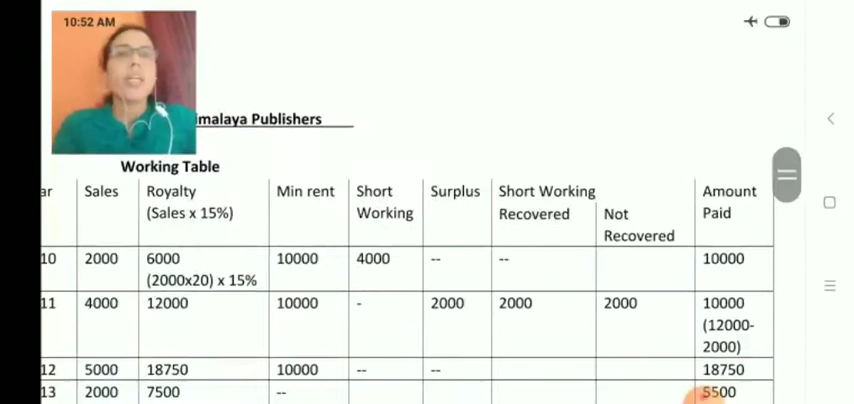 10:52 AM
imalaya Publishers
Working Table
ar Sales Royalty (Sales x 15%) Min rent Short Working Surplus Short Working Recovered Not Recovered Amount Paid
10 2000 6000 (2000x20) x 15% 10000 4000 -- -- 10000
11 4000 12000 10000 - 2000 2000 2000 10000 (12000-2000)
12 5000 18750 10000 -- -- 18750
13 2000 7500 -- 5500